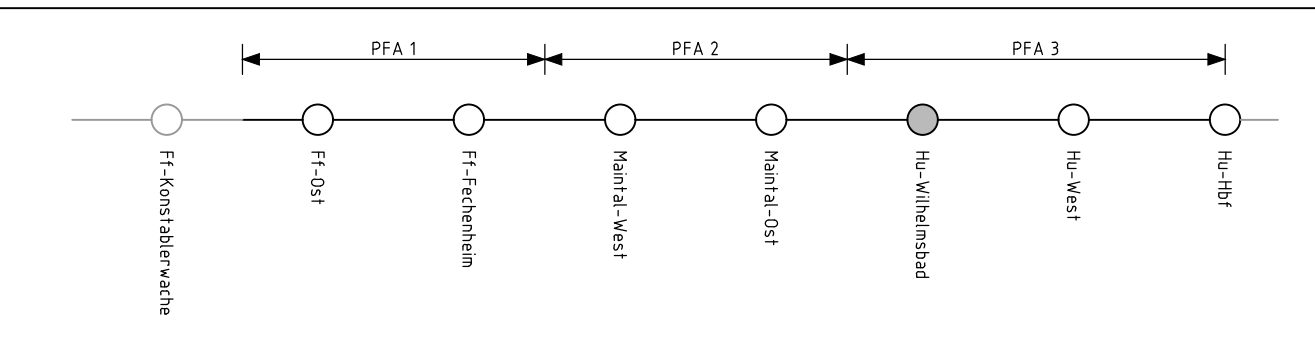 PFA 1
PFA 2
PFA 3
Ff-Konstablerwache
Ff-Ost
Ff-Fechenheim
Maintal-West
Maintal-Ost
Hu-Wilhelmsbad
Hu-West
Hu-Hbf